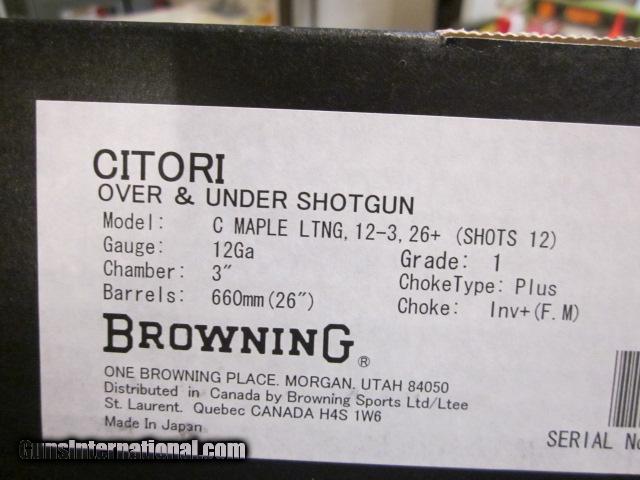 CITORI
OVER & UNDER SHOTGUN
Model: C MAPLE LTNG, 12-3, 26+ (SHOTS 12)
Gauge: 12Ga Grade: 1
Chamber: 3" ChokeType: Plus
Barrels: 660mm(26") Choke: Inv+(F.M)
BROWNING®
ONE BROWNING PLACE. MORGAN. UTAH 84050
Distributed in Canada by Browning Sports Ltd/Ltee
St. Laurent. Quebec CANADA H4S 1W6
Made In Japan
SERIAL No
GunsInternational.com